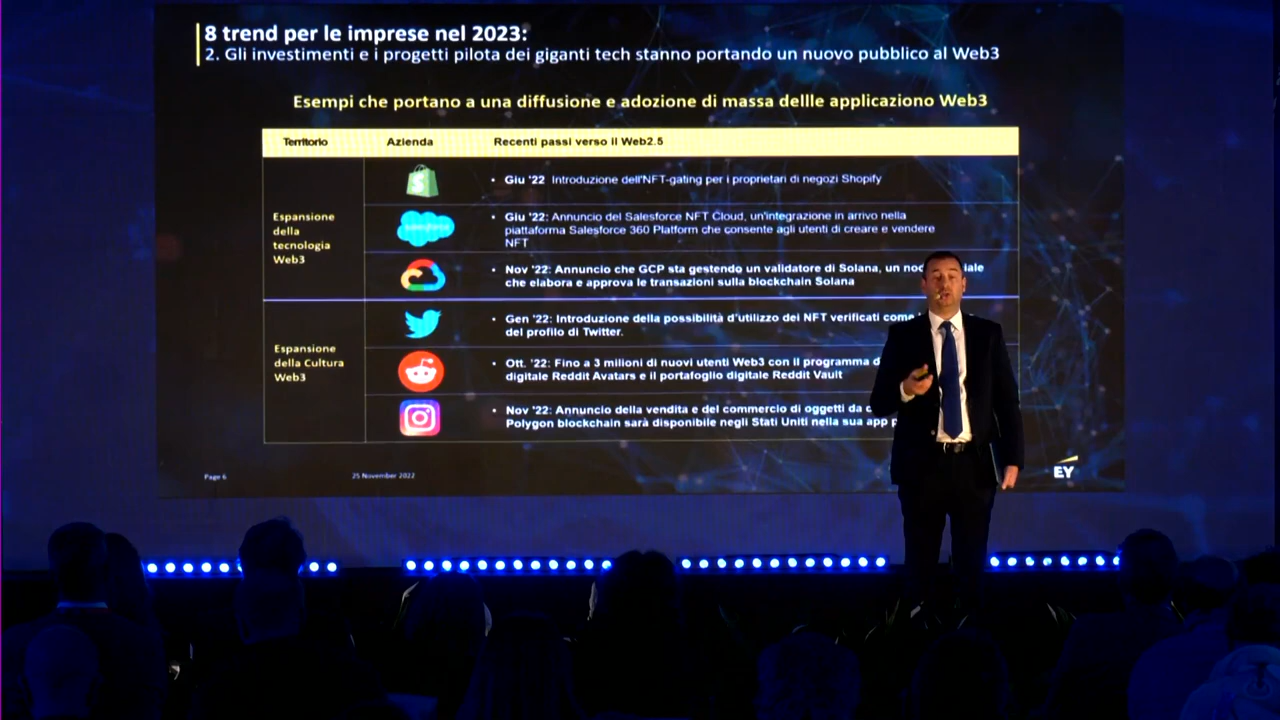 8 trend per le imprese nel 2023:
2. Gli investimenti e i progetti pilota dei giganti tech stanno portando un nuovo pubblico al Web3
Esempi che portano a una diffusione e adozione di massa dellle applicaziono Web3
Territorio Azienda Recenti passi verso il Web2.5
Espansione
della
tecnologia
Web3
• Giu '22 Introduzione dell'NFT-gating per i proprietari di negozi Shopify
salesforce
• Giu '22: Annuncio del Salesforce NFT Cloud, un'integrazione in arrivo nella
piattaforma Salesforce 360 Platform che consente agli utenti di creare e vendere
NFT
• Nov '22: Annuncio che GCP sta gestendo un validatore di Solana, un
che elabora e approva le transazioni sulla blockchain Solana
Espansione
della Cultura
Web3
• Gen '22: Introduzione della possibilità d'utilizzo dei NFT verificati come
del profilo di Twitter.
• Ott. '22: Fino a 3 milioni di nuovi utenti Web3 con il programma
digitale Reddit Avatars e il portafoglio digitale Reddit Vault
• Nov '22: Annuncio della vendita e del commercio di oggetti da
Polygon blockchain sarà disponibile negli Stati Uniti nella sua app
Page 6 25 November 2022
EY